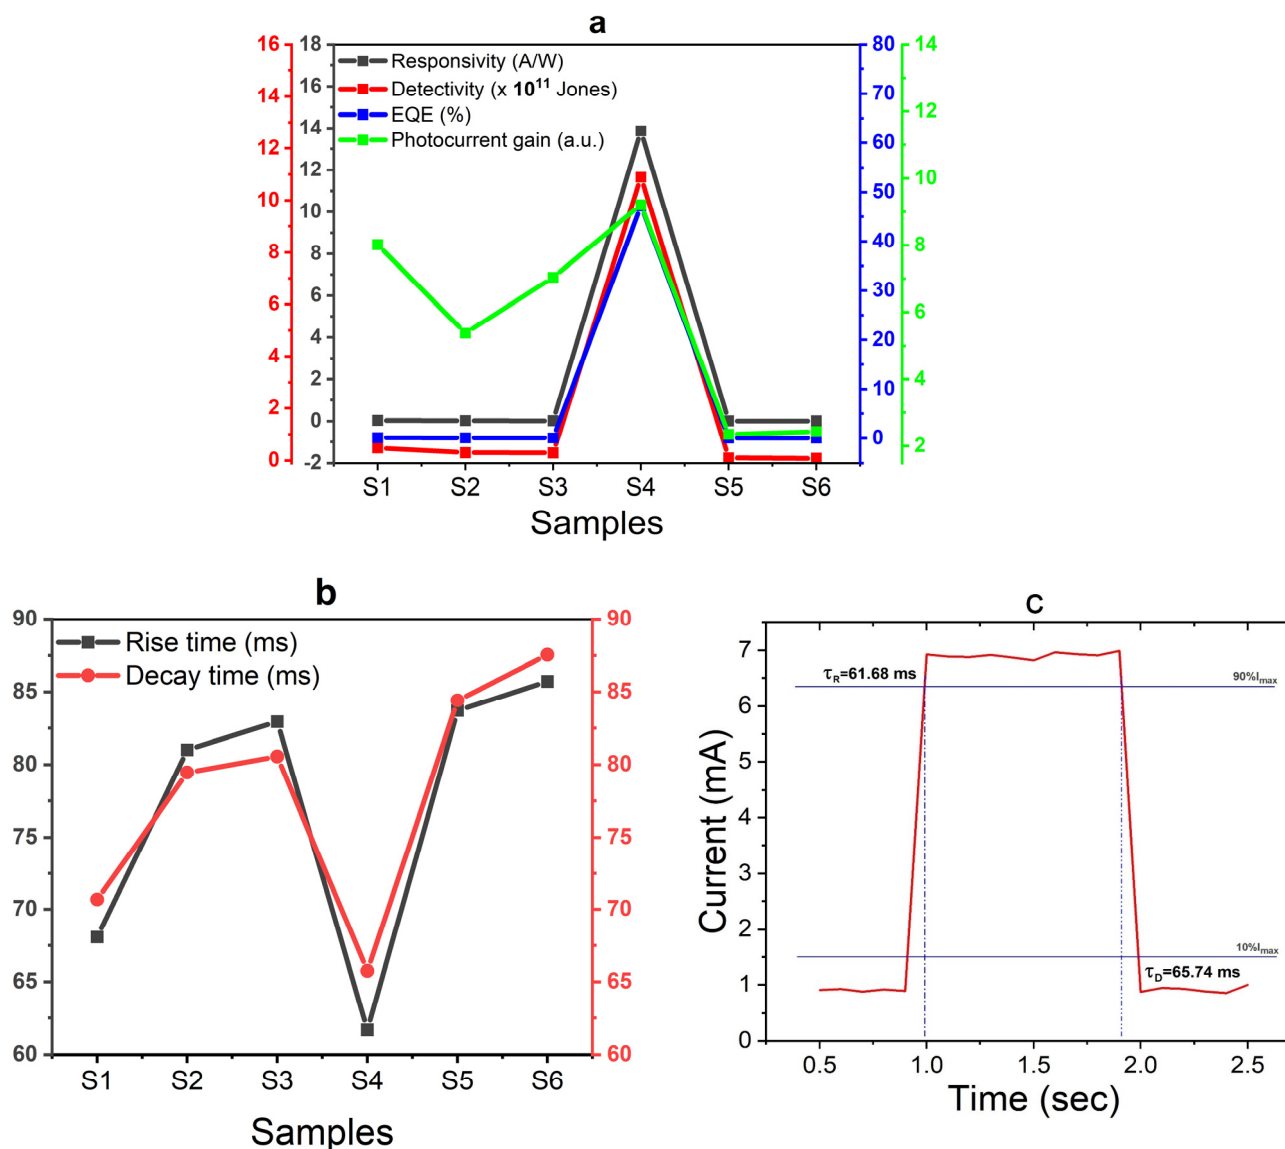 a
16
14
12
10
8
6
4
2
0
18
16
14
12
10
8
6
4
2
0
-2
Responsivity (A/W)
Detectivity (x 10¹¹ Jones)
EQE (%)
Photocurrent gain (a.u.)
80
70
60
50
40
30
20
10
0
14
12
10
8
6
4
2
S1 S2 S3 S4 S5 S6
Samples
b
90
85
80
75
70
65
60
Rise time (ms)
Decay time (ms)
90
85
80
75
70
65
60
S1 S2 S3 S4 S5 S6
Samples
C
Current (mA)
7
6
5
4
3
2
1
0
τR=61.68 ms
90%Imax
10%Imax
τD=65.74 ms
0.5 1.0 1.5 2.0 2.5
Time (sec)